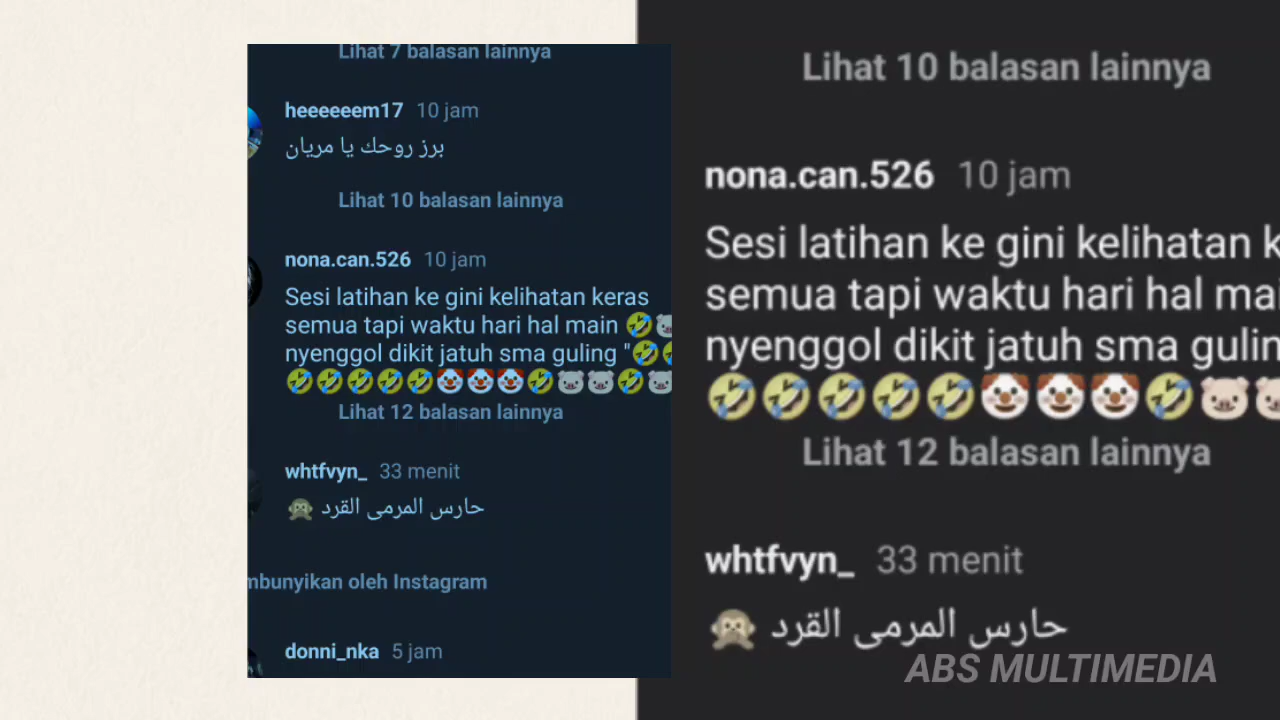 Lihat 7 balasan lainnya
heeeeeem17 10 jam
برز روحك يا مريان
Lihat 10 balasan lainnya
nona.can.526 10 jam
Sesi latihan ke gini kelihatan keras
semua tapi waktu hari hal main 🤣🐷
nyenggol dikit jatuh sma guling "🤣🤣
🤣🤣🤣🤣🤣🤡🤡🤡🤣🐷🐷🤣🐷
Lihat 12 balasan lainnya
whtfvyn_ 33 menit
حارس المرمى القرد 🙊
mbunyikan oleh Instagram
donni_nka 5 jam
Lihat 10 balasan lainnya
nona.can.526 10 jam
Sesi latihan ke gini kelihatan k
semua tapi waktu hari hal mai
nyenggol dikit jatuh sma gulin
🤣🤣🤣🤣🤣🤡🤡🤡🤣🐷🐷
Lihat 12 balasan lainnya
whtfvyn_ 33 menit
حارس المرمى القرد 🙊
ABS MULTIMEDIA